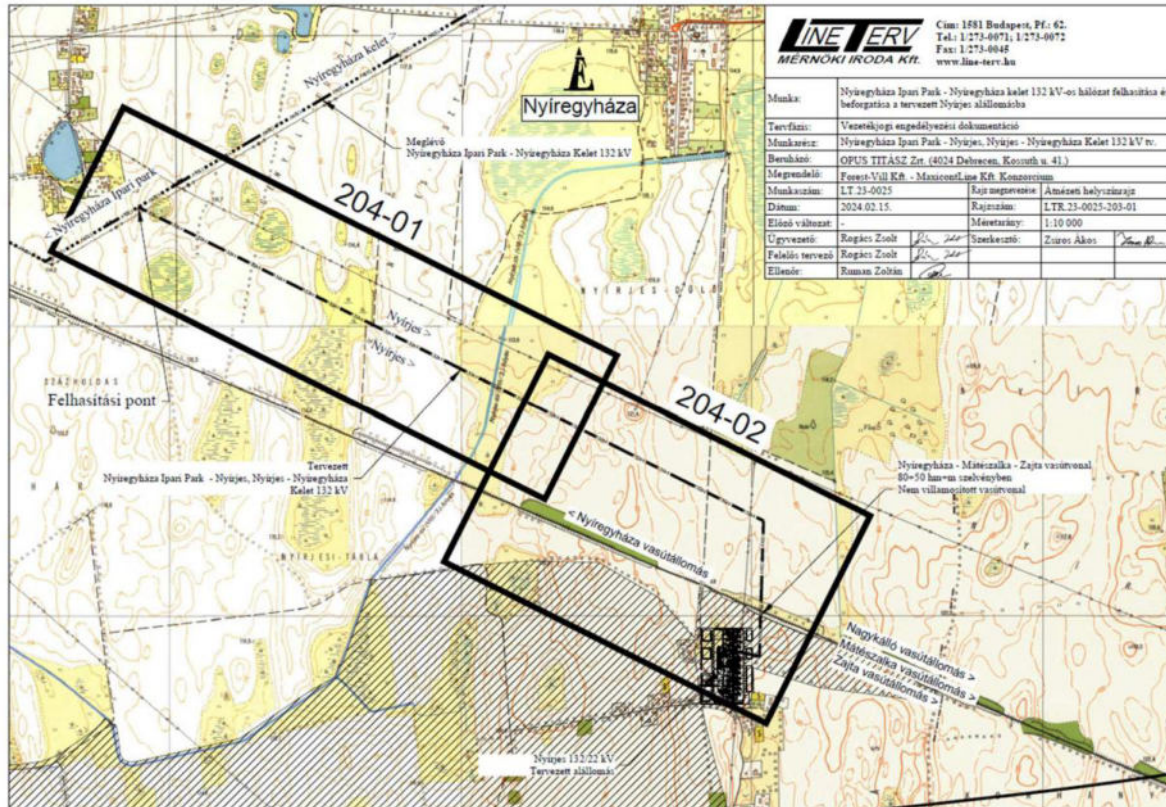 LINE TERV
MÉRNÖKI IRODA Kft.
Cím: 1581 Budapest, Pf.: 62.
Tel.: 1/273-0071; 1/273-0072
Fax: 1/273-0045
www.line-terv.hu
Munka: Nyíregyháza Ipari Park - Nyíregyháza kelet 132 kV-os hálózat felhasítása és
beforgatása a tervezett Nyírjes alállomásba
Tervfázis: Vezetékjogi engedélyezési dokumentáció
Munkarész: Nyíregyháza Ipari Park - Nyírjes, Nyírjes - Nyíregyháza Kelet 132 kV tv.
Beruházó: OPUS TITÁSZ Zrt. (4024 Debrecen, Kossuth u. 41.)
Megrendelő: Forest-Vill Kft. - MaxicontLine Kft. Konzorcium
Munkaszám: LT.23-0025 Rajz megnevezése: Átnézeti helyszínrajz
Dátum: 2024.02.15. Rajzszám: LTR.23-0025-203-01
Előző változat: - Méretarány: 1:10 000
Ügyvezető: Rogács Zsolt Szerkesztő: Zsíros Ákos
Felelős tervező Rogács Zsolt
Ellenőr: Ruman Zoltán
É
Nyíregyháza
Nyíregyháza kelet >
Meglévő
Nyíregyháza Ipari Park - Nyíregyháza Kelet 132 kV
< Nyíregyháza Ipari park
204-01
NYÍRJES-DŰLŐ
Nyírjes >
<Nyírjes >
SZÁZHOLDAS
Felhasítási pont
204-02
Tervezett
Nyíregyháza Ipari Park - Nyírjes, Nyírjes - Nyíregyháza
Kelet 132 kV
Nyíregyháza - Mátészalka - Zajta vasútvonal
80+50 hm+m szelvényben
Nem villamosított vasútvonal
< Nyíregyháza vasútállomás
NYÍRJESI-TÁBLA
Nagykálló vasútállomás >
Mátészalka vasútállomás >
Zajta vasútállomás >
Nyírjes 132/22 kV
Tervezett alállomás